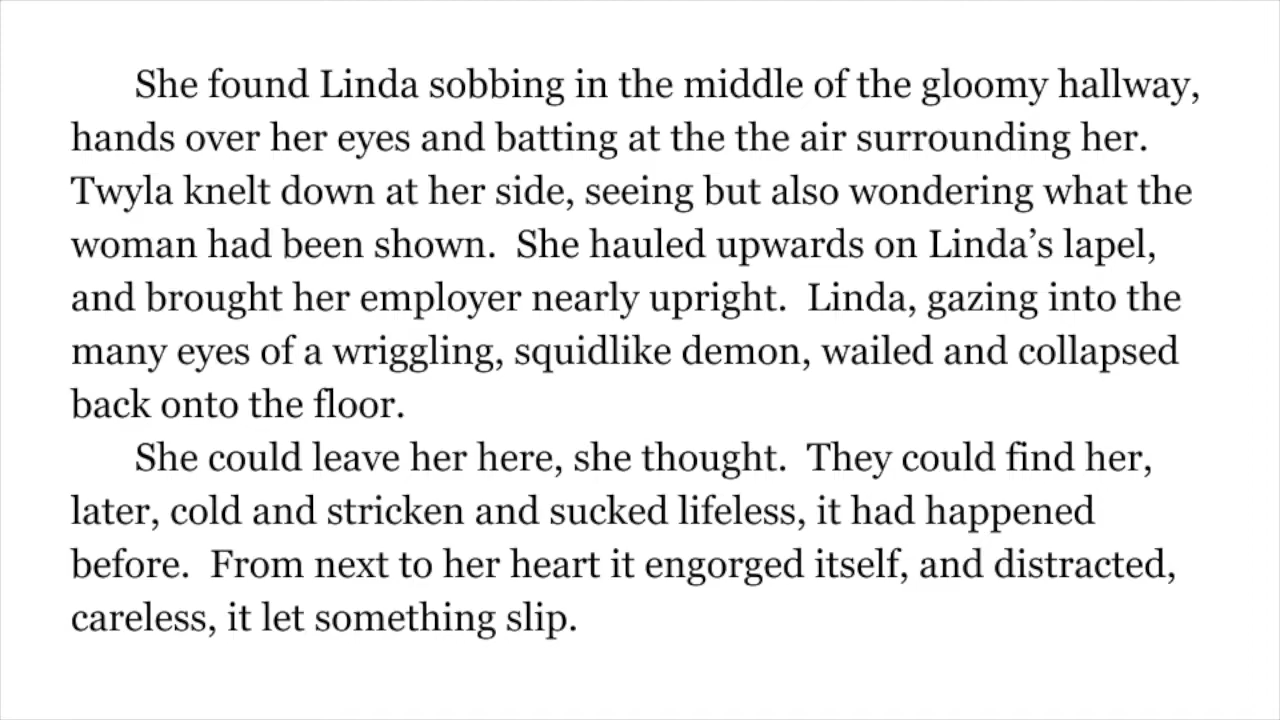 She found Linda sobbing in the middle of the gloomy hallway,
hands over her eyes and batting at the the air surrounding her.
Twyla knelt down at her side, seeing but also wondering what the
woman had been shown.  She hauled upwards on Linda’s lapel,
and brought her employer nearly upright.  Linda, gazing into the
many eyes of a wriggling, squidlike demon, wailed and collapsed
back onto the floor.
She could leave her here, she thought.  They could find her,
later, cold and stricken and sucked lifeless, it had happened
before.  From next to her heart it engorged itself, and distracted,
careless, it let something slip.